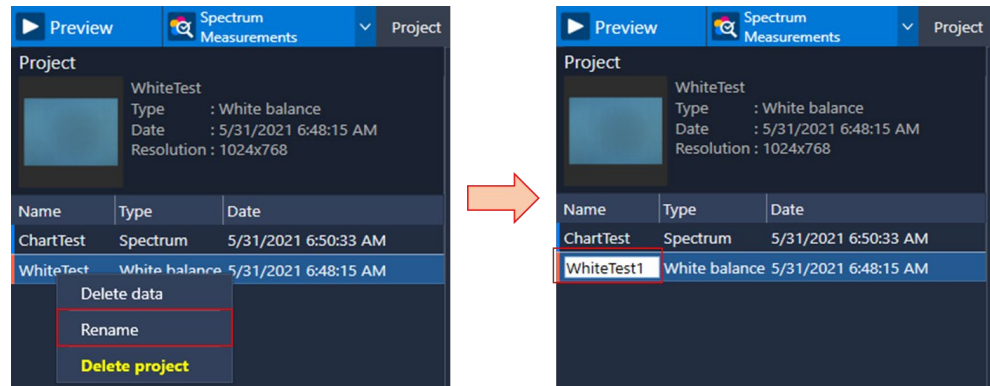 Preview
Spectrum
Measurements
Project
Project
WhiteTest
Type : White balance
Date : 5/31/2021 6:48:15 AM
Resolution : 1024x768
Name Type Date
ChartTest Spectrum 5/31/2021 6:50:33 AM
WhiteTest White balance 5/31/2021 6:48:15 AM
Delete data
Rename
Delete project
Preview
Spectrum
Measurements
Project
Project
WhiteTest
Type : White balance
Date : 5/31/2021 6:48:15 AM
Resolution : 1024x768
Name Type Date
ChartTest Spectrum 5/31/2021 6:50:33 AM
WhiteTest1 White balance 5/31/2021 6:48:15 AM